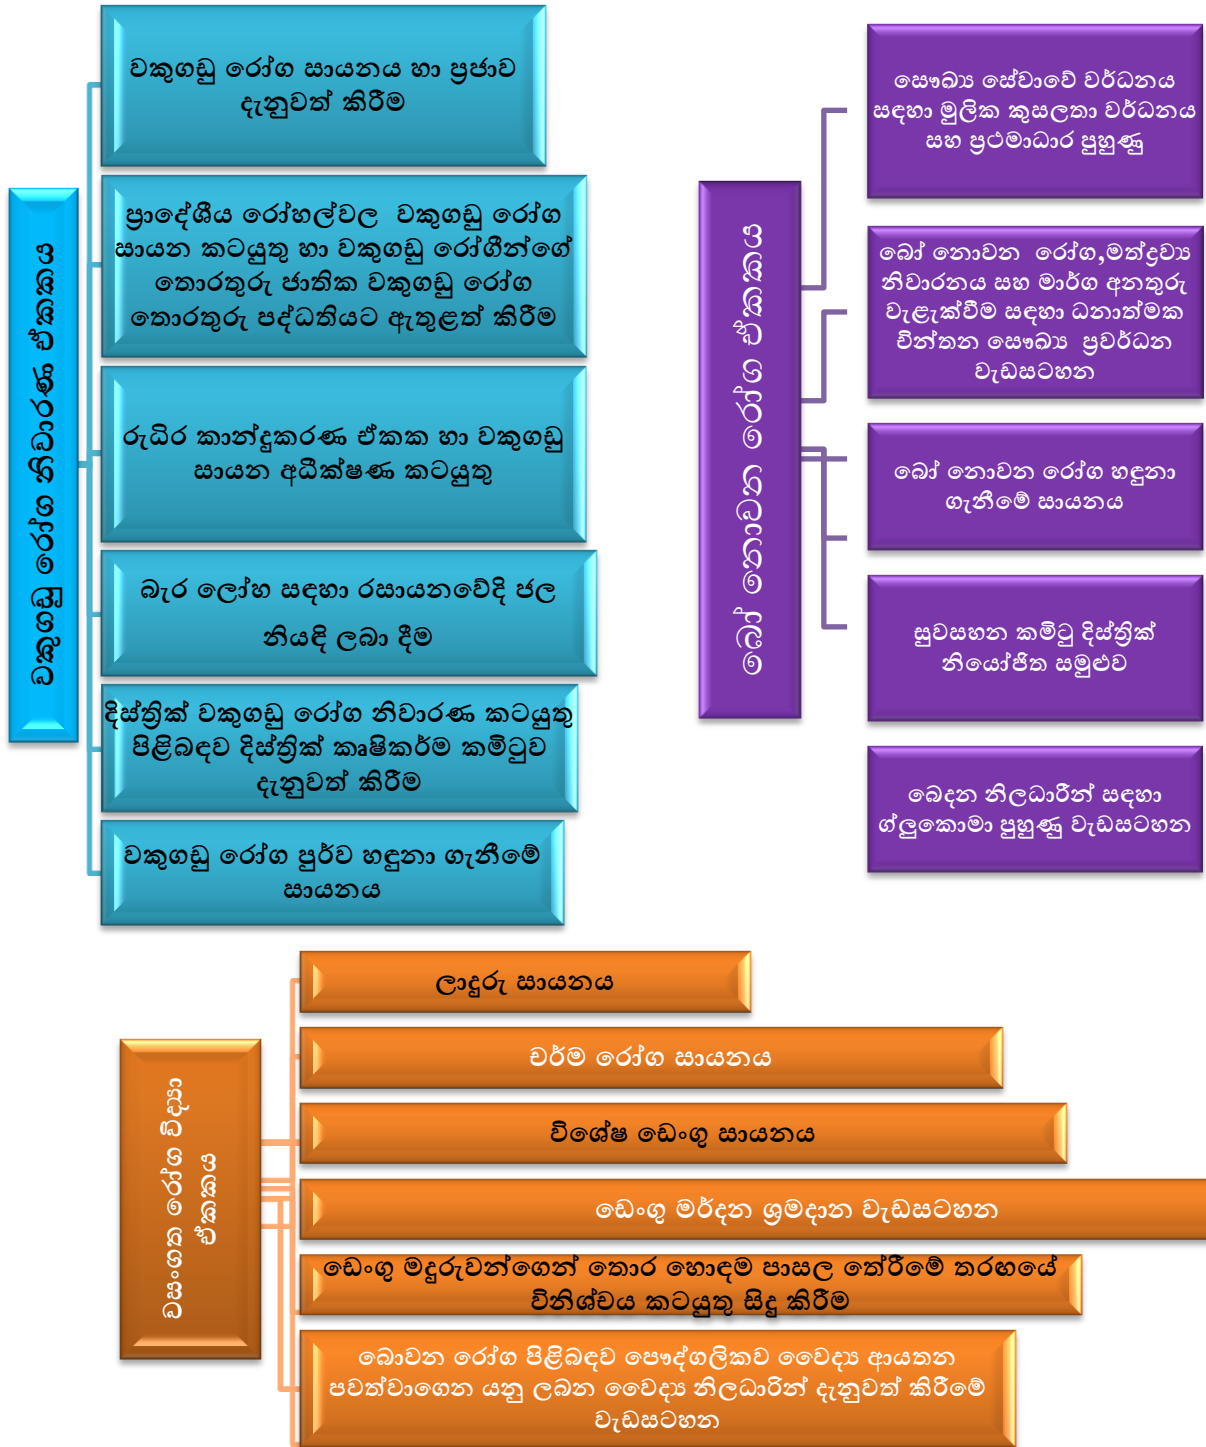 වකුගඩු රෝග නිවාරණ ඒකකය
වකුගඩු රෝග සායනය හා ප්‍රජාව
දැනුවත් කිරීම
ප්‍රාදේශීය රෝහල්වල වකුගඩු රෝග
සායන කටයුතු හා වකුගඩු රෝගීන්ගේ
තොරතුරු ජාතික වකුගඩු රෝග
තොරතුරු පද්ධතියට ඇතුළත් කිරීම
රුධිර කාන්දුකරණ ඒකක හා වකුගඩු
සායන අධීක්ෂණ කටයුතු
බැර ලෝහ සඳහා රසායනවේදි ජල
නියඳි ලබා දීම
දිස්ත්‍රික් වකුගඩු රෝග නිවාරණ කටයුතු
පිළිබඳව දිස්ත්‍රික් කෘෂිකර්ම කමිටුව
දැනුවත් කිරීම
වකුගඩු රෝග පුර්ව හඳුනා ගැනීමේ
සායනය
බෝ නොවන රෝග ඒකකය
සෞඛ්‍ය සේවාවේ වර්ධනය
සඳහා මුලික කුසලතා වර්ධනය
සහ ප්‍රථමාධාර පුහුණු
බෝ නොවන රෝග,මත්ද්‍රව්‍ය
නිවාරනය සහ මාර්ග අනතුරු
වැළැක්වීම සඳහා ධනාත්මක
චින්තන සෞඛ්‍ය ප්‍රවර්ධන
වැඩසටහන
බෝ නොවන රෝග හඳුනා
ගැනීමේ සායනය
සුවසහන කමිටු දිස්ත්‍රික්
නියෝජිත සමුළුව
බෙදන නිලධාරීන් සඳහා
ග්ලුකොමා පුහුණු වැඩසටහන
වසංගත රෝග විද්‍යා
ඒකකය
ලාදුරු සායනය
චර්ම රෝග සායනය
විශේෂ ඩෙංගු සායනය
ඩෙංගු මර්දන ශ්‍රමදාන වැඩසටහන
ඩෙංගු මදුරුවන්ගෙන් තොර හොඳම පාසල තේරීමේ තරඟයේ
විනිශ්චය කටයුතු සිදු කිරීම
බොවන රෝග පිළිබඳව පෞද්ගලිකව වෛද්‍ය ආයතන
පවත්වාගෙන යනු ලබන වෛද්‍ය නිලධාරින් දැනුවත් කිරීමේ
වැඩසටහන